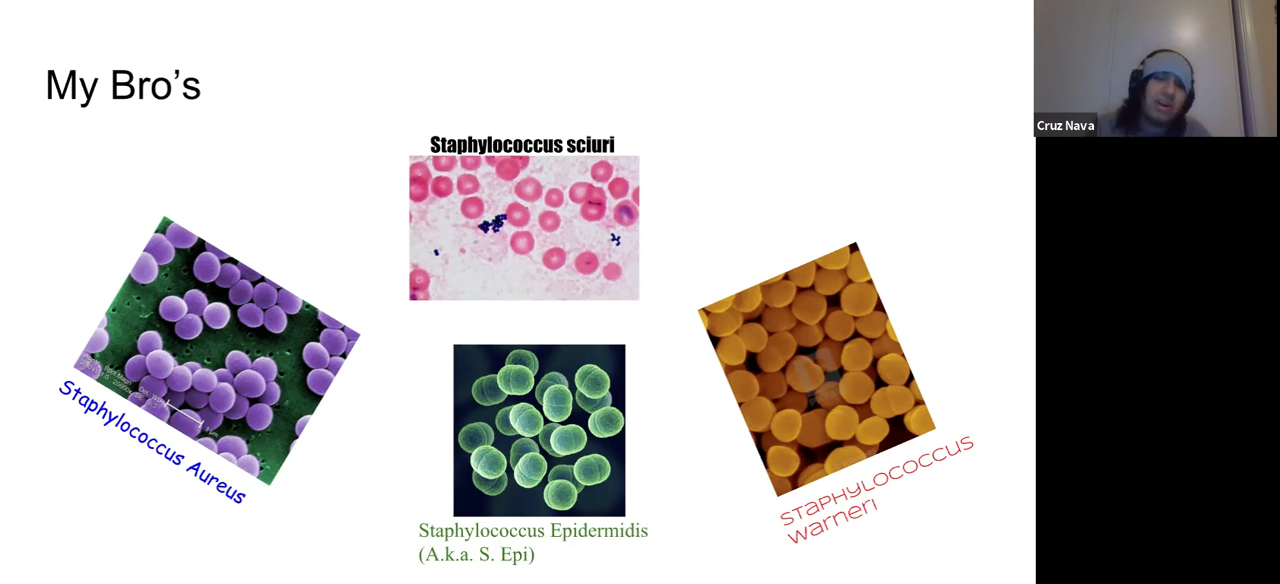 My Bro's
Staphylococcus sciuri
Staphylococcus Aureus
Staphylococcus Epidermidis
(A.k.a. S. Epi)
Staphylococcus
warneri
Cruz Nava